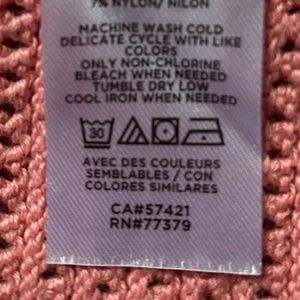 7% NYLON/ NILON
MACHINE WASH COLD
DELICATE CYCLE WITH LIKE
COLORS
ONLY NON-CHLORINE
BLEACH WHEN NEEDED
TUMBLE DRY LOW
COOL IRON WHEN NEEDED
30
AVEC DES COULEURS
SEMBLABLES / CON
COLORES SIMILARES
CA#57421
RN#77379